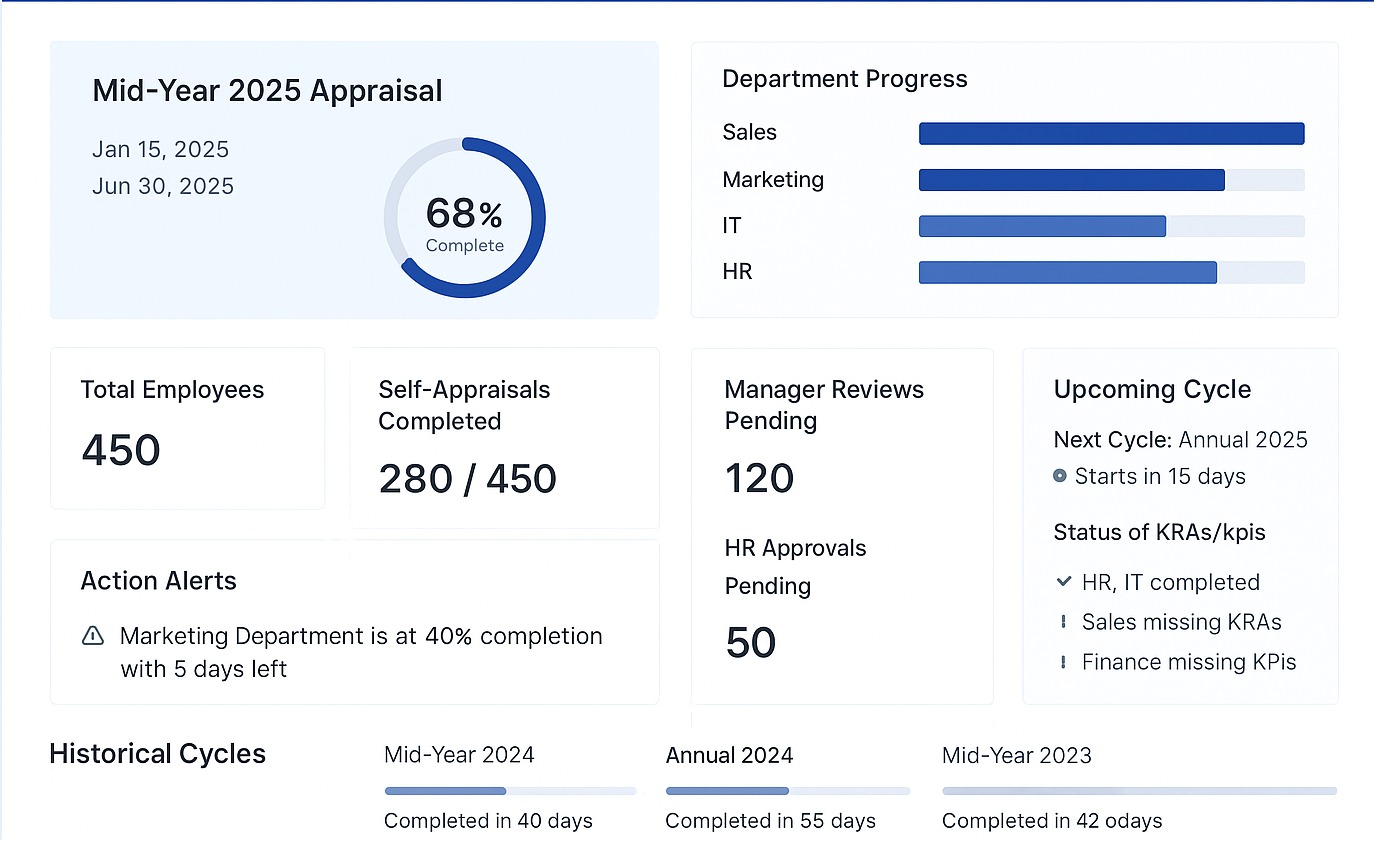 Mid-Year 2025 Appraisal
Jan 15, 2025
Jun 30, 2025
68%
Complete
Department Progress
Sales
Marketing
IT
HR
Total Employees
450
Self-Appraisals
Completed
280 / 450
Manager Reviews
Pending
120
HR Approvals
Pending
50
Upcoming Cycle
Next Cycle: Annual 2025
Starts in 15 days
Status of KRAs/kpis
HR, IT completed
Sales missing KRAs
Finance missing KPis
Action Alerts
Marketing Department is at 40% completion
with 5 days left
Historical Cycles
Mid-Year 2024
Completed in 40 days
Annual 2024
Completed in 55 days
Mid-Year 2023
Completed in 42 odays